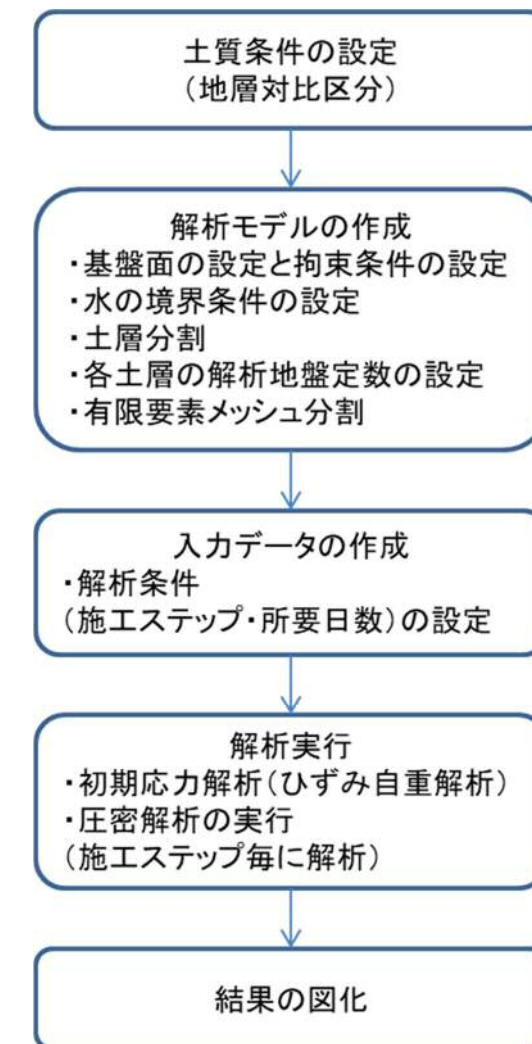 土質条件の設定
（地層対比区分）
解析モデルの作成
・基盤面の設定と拘束条件の設定
・水の境界条件の設定
・土層分割
・各土層の解析地盤定数の設定
・有限要素メッシュ分割
入力データの作成
・解析条件
（施工ステップ・所要日数）の設定
解析実行
・初期応力解析（ひずみ自重解析）
・圧密解析の実行
（施工ステップ毎に解析）
結果の図化